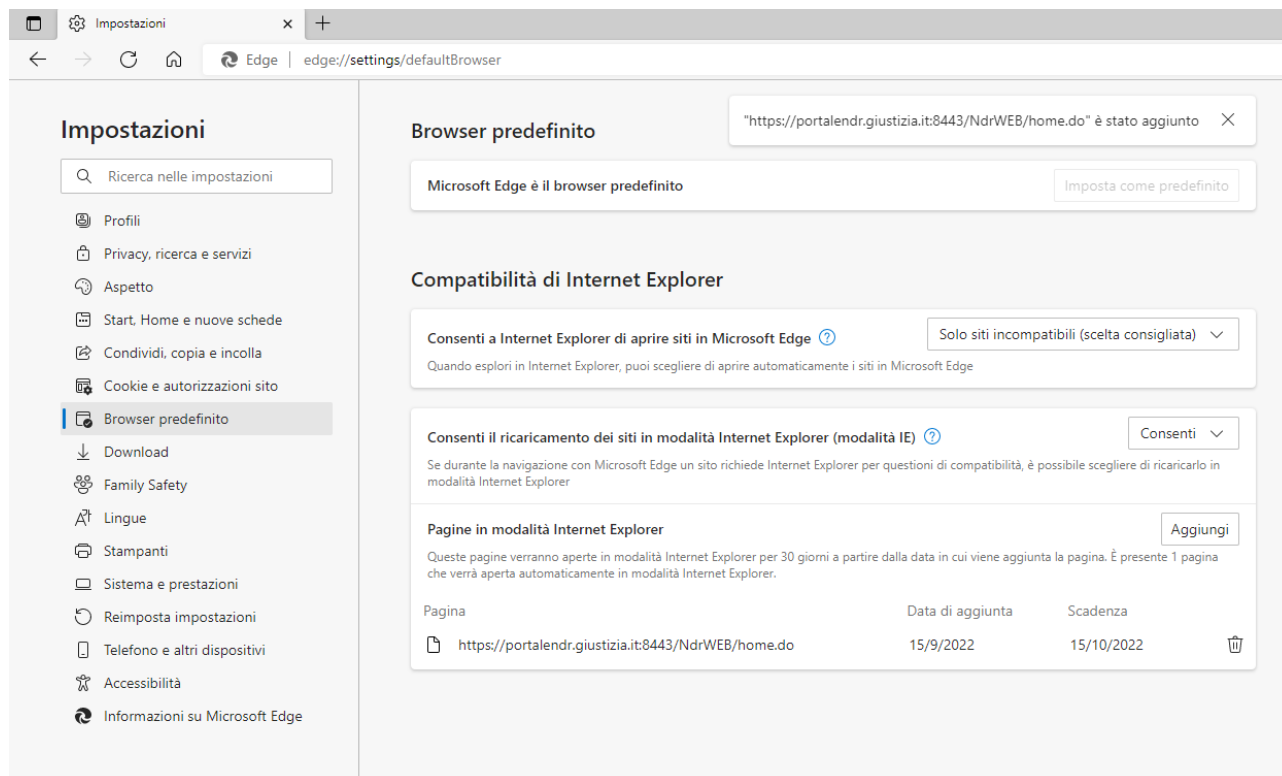 Impostazioni
Edge
edge://settings/defaultBrowser
Impostazioni
Ricerca nelle impostazioni
Profili
Privacy, ricerca e servizi
Aspetto
Start, Home e nuove schede
Condividi, copia e incolla
Cookie e autorizzazioni sito
Browser predefinito
Download
Family Safety
Lingue
Stampanti
Sistema e prestazioni
Reimposta impostazioni
Telefono e altri dispositivi
Accessibilità
Informazioni su Microsoft Edge
Browser predefinito
"https://portalendr.giustizia.it:8443/NdrWEB/home.do" è stato aggiunto
Microsoft Edge è il browser predefinito
Imposta come predefinito
Compatibilità di Internet Explorer
Consenti a Internet Explorer di aprire siti in Microsoft Edge
Solo siti incompatibili (scelta consigliata)
Quando esplori in Internet Explorer, puoi scegliere di aprire automaticamente i siti in Microsoft Edge
Consenti il ricaricamento dei siti in modalità Internet Explorer (modalità IE)
Consenti
Se durante la navigazione con Microsoft Edge un sito richiede Internet Explorer per questioni di compatibilità, è possibile scegliere di ricaricarlo in
modalità Internet Explorer
Pagine in modalità Internet Explorer
Aggiungi
Queste pagine verranno aperte in modalità Internet Explorer per 30 giorni a partire dalla data in cui viene aggiunta la pagina. È presente 1 pagina
che verrà aperta automaticamente in modalità Internet Explorer.
Pagina Data di aggiunta Scadenza
https://portalendr.giustizia.it:8443/NdrWEB/home.do 15/9/2022 15/10/2022